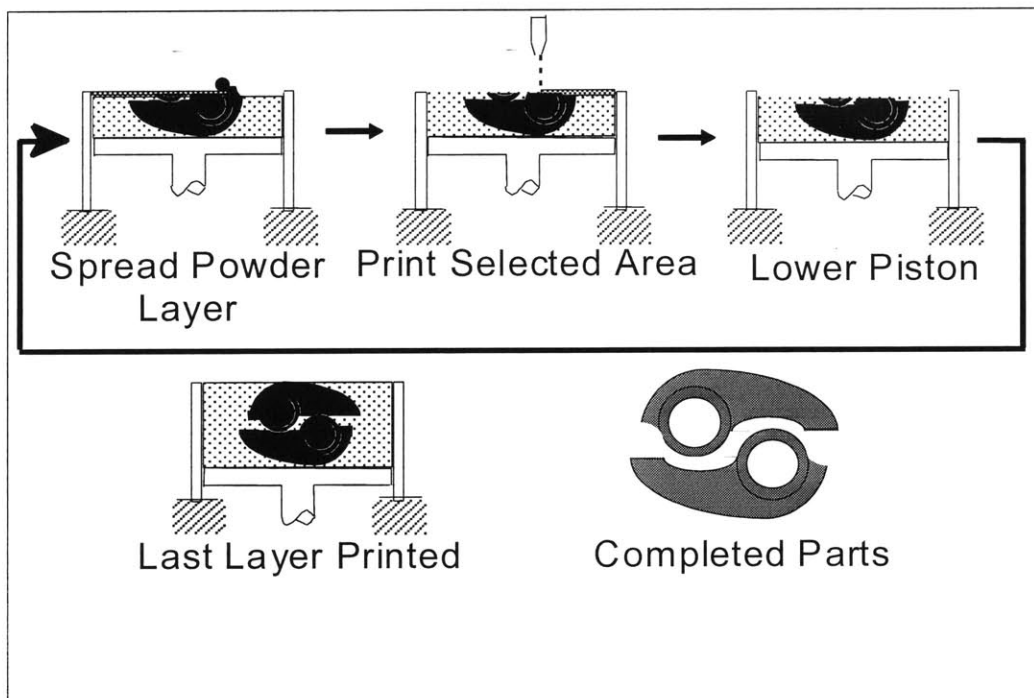 Spread Powder
Layer
Print Selected Area
Lower Piston
Last Layer Printed
Completed Parts